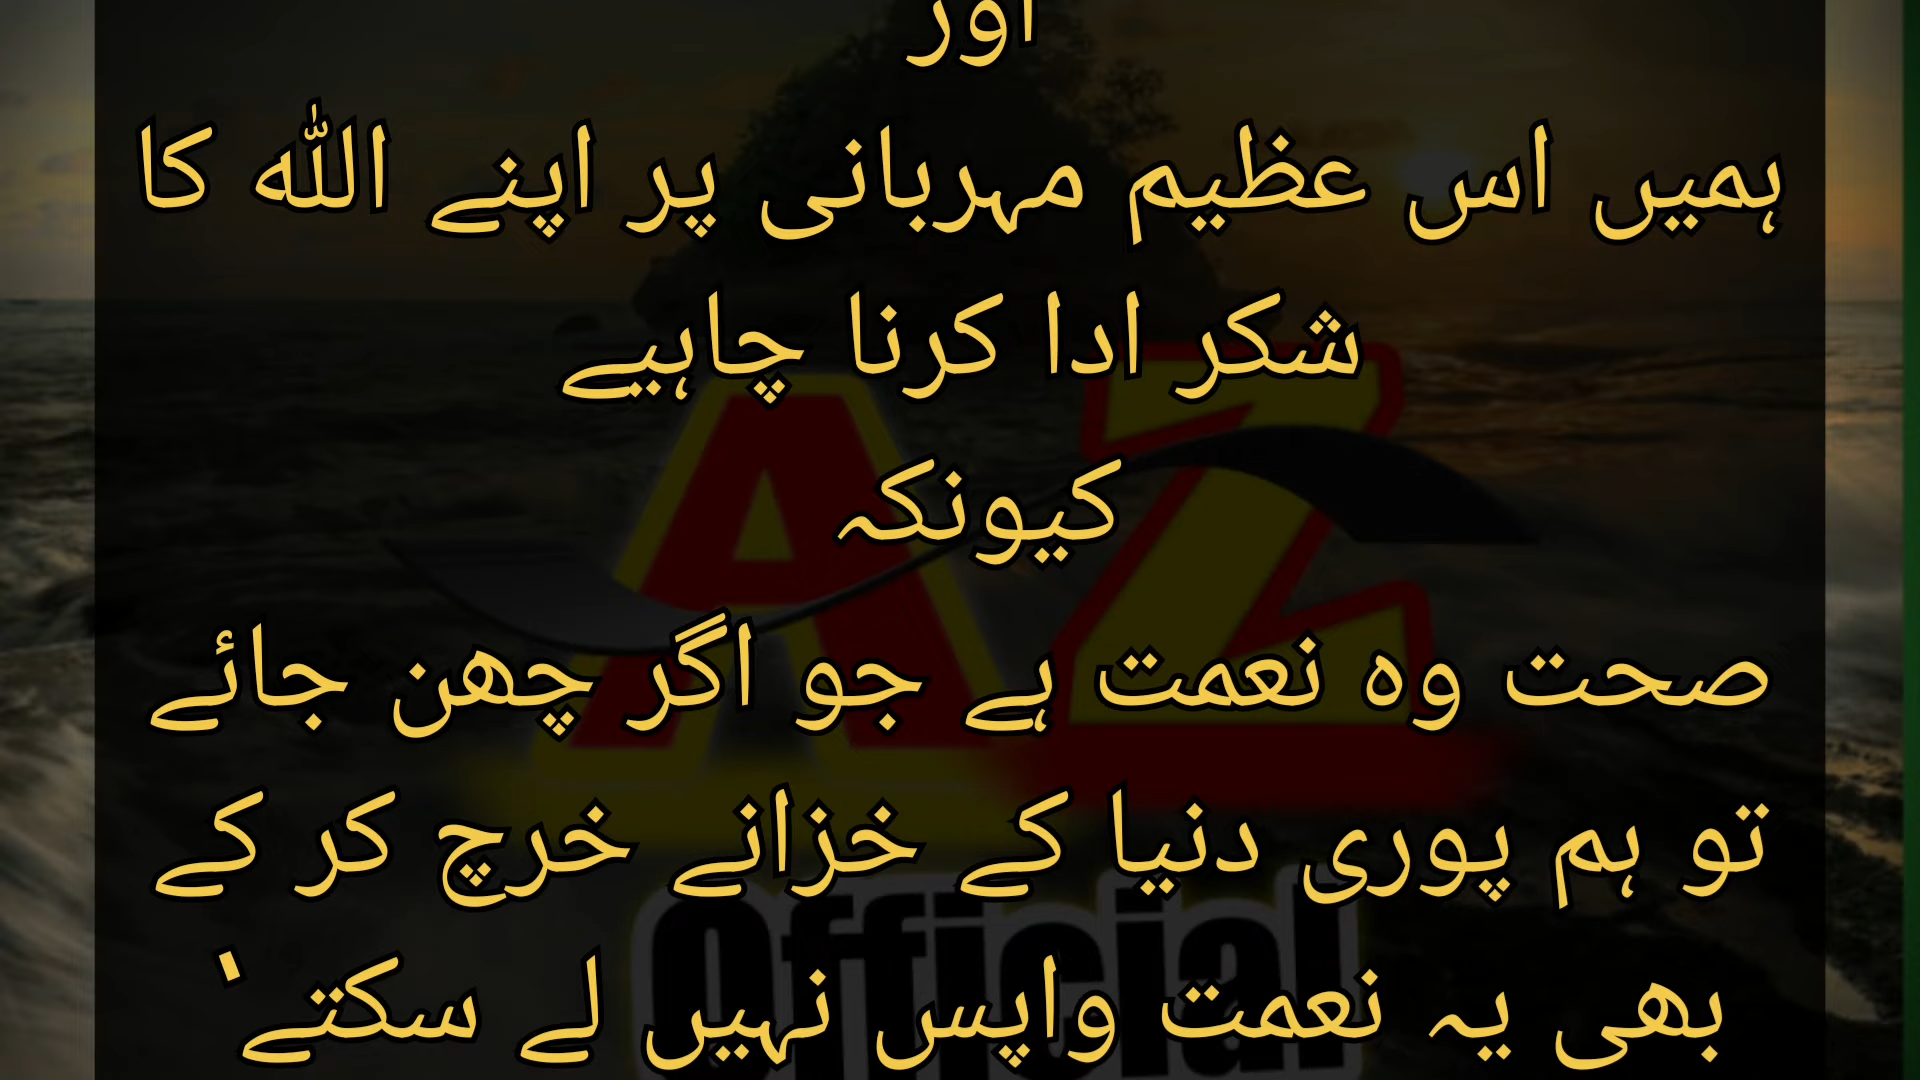 اور
ہمیں اس عظیم مہربانی پر اپنے اللہ کا
شکر ادا کرنا چاہیے
کیونکہ
صحت وہ نعمت ہے جو اگر چھن جائے
تو ہم پوری دنیا کے خزانے خرچ کر کے
بھی یہ نعمت واپس نہیں لے سکتے'
AZ
Official